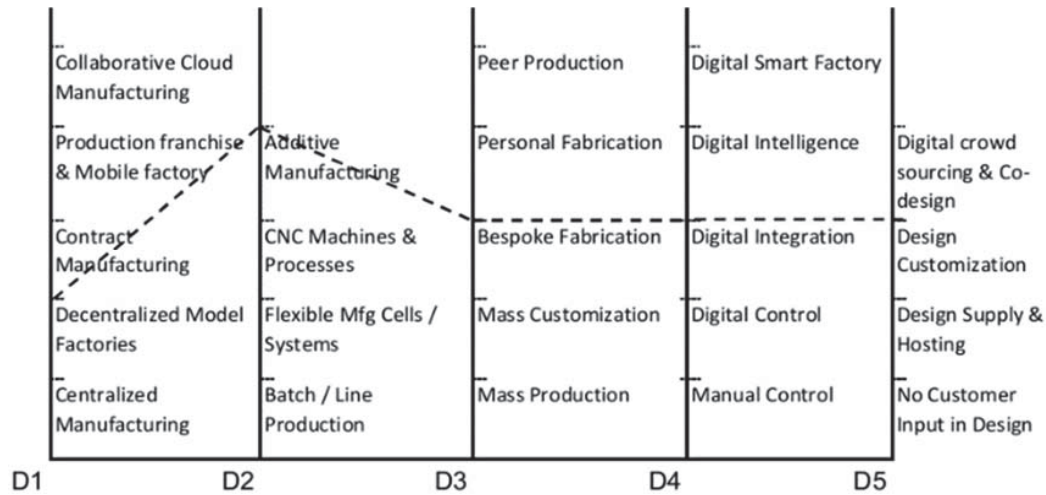 Collaborative Cloud
Manufacturing
Production franchise
& Mobile factory
Contract
Manufacturing
Decentralized Model
Factories
Centralized
Manufacturing
Additive
Manufacturing
CNC Machines &
Processes
Flexible Mfg Cells /
Systems
Batch / Line
Production
Peer Production
Personal Fabrication
Bespoke Fabrication
Mass Customization
Mass Production
Digital Smart Factory
Digital Intelligence
Digital Integration
Digital Control
Manual Control
Digital crowd
sourcing & Co-
design
Design
Customization
Design Supply &
Hosting
No Customer
Input in Design
D1
D2
D3
D4
D5